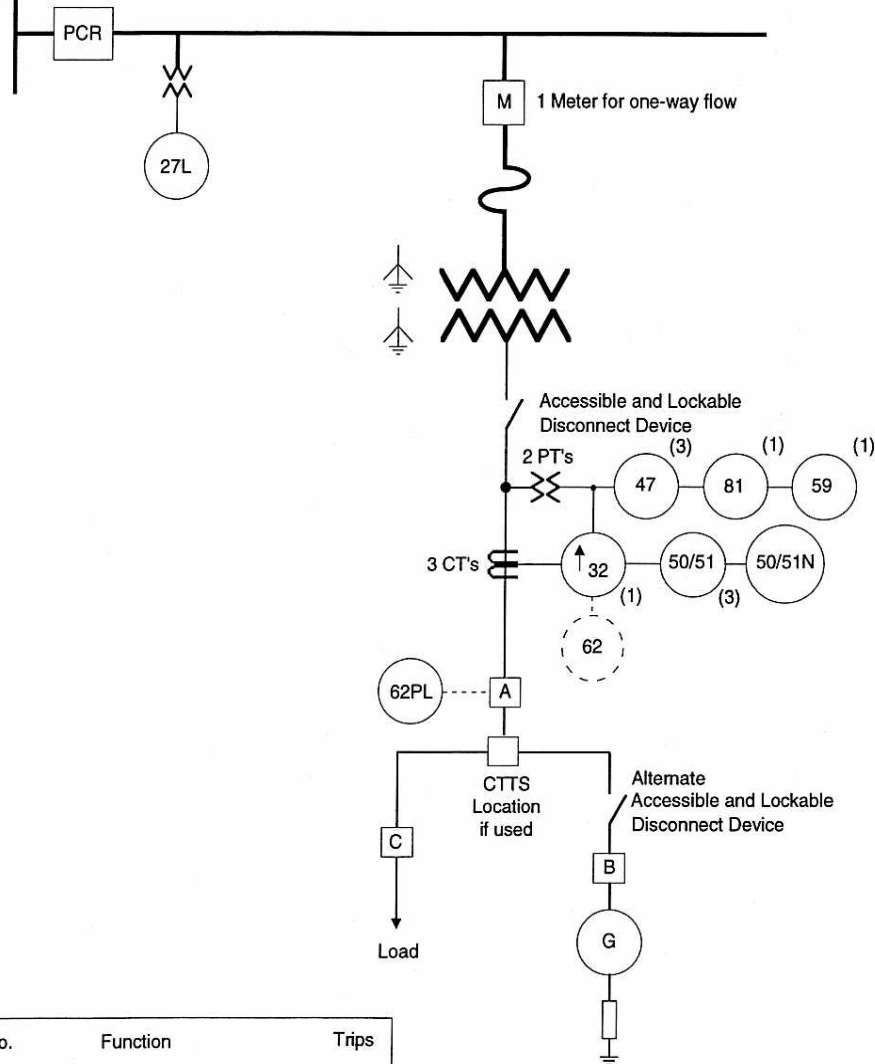 PCR
M
1 Meter for one-way flow
27L
Accessible and Lockable
Disconnect Device
2 PT's
47
(3)
81
(1)
59
(1)
3 CT's
32
(1)
50/51
(3)
50/51N
62
62PL
A
CTTS
Location
if used
Alternate
Accessible and Lockable
Disconnect Device
C
B
Load
G
o. Function Trips